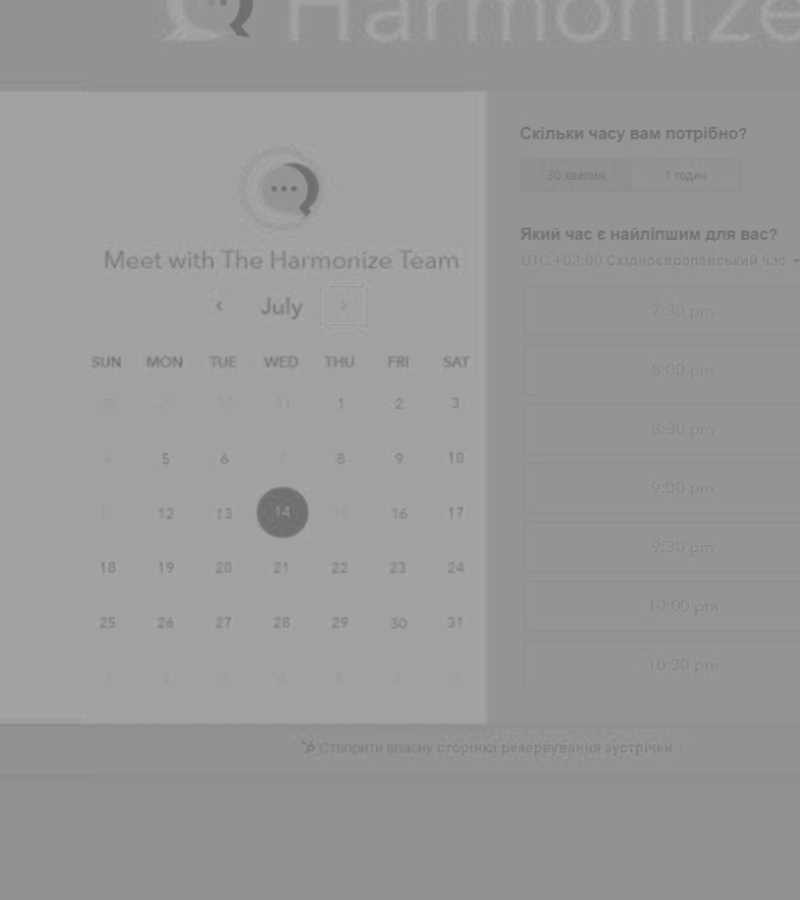 Harmonize
Meet with The Harmonize Team
July
SUN MON TUE WED THU FRI SAT
28 29 30 31 1 2 3
4 5 6 7 8 9 10
11 12 13 14 15 16 17
18 19 20 21 22 23 24
25 26 27 28 29 30 31
1 2 3 4 5 6 7
Скільки часу вам потрібно?
30 хвилин 1 годин
Який час є найліпшим для вас?
UTC +03:00 Східноєвропейський час
7:30 pm
8:00 pm
8:30 pm
9:00 pm
9:30 pm
10:00 pm
10:30 pm
Створити власну сторінка резервування зустрічей